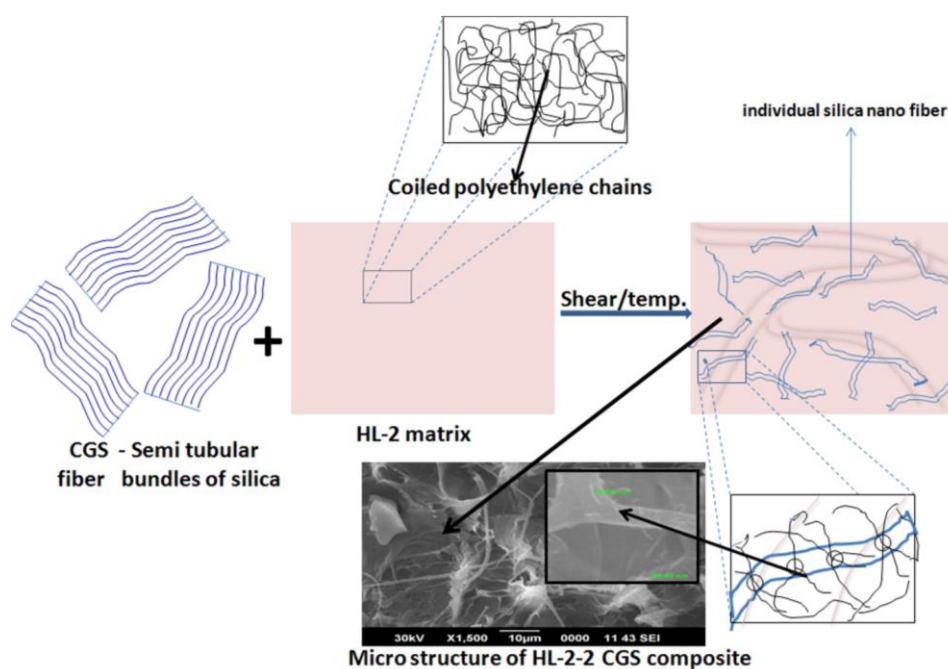 individual silica nano fiber
Coiled polyethylene chains
+
Shear/temp.
HL-2 matrix
CGS - Semi tubular
fiber bundles of silica
30kV X1,500 10µm 0000 11 43 SEI
Micro structure of HL-2-2 CGS composite